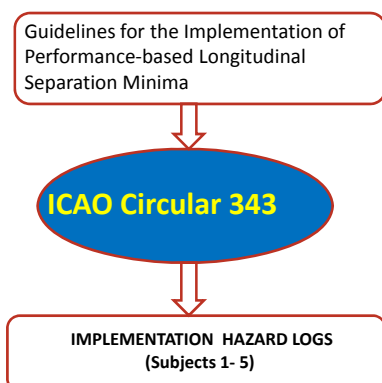 Guidelines for the Implementation of
Performance-based Longitudinal
Separation Minima
ICAO Circular 343
IMPLEMENTATION HAZARD LOGS
(Subjects 1- 5)